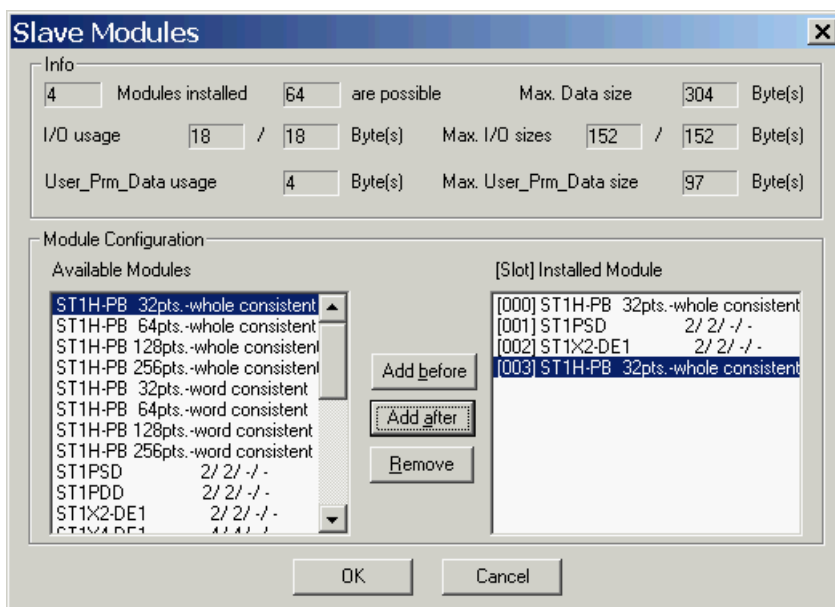 Slave Modules
Info
4 Modules installed 64 are possible Max. Data size 304 Byte(s)
I/O usage 18 / 18 Byte(s) Max. I/O sizes 152 / 152 Byte(s)
User_Prm_Data usage 4 Byte(s) Max. User_Prm_Data size 97 Byte(s)
Module Configuration
Available Modules
ST1H-PB 32pts.-whole consistent
ST1H-PB 64pts.-whole consistent
ST1H-PB 128pts.-whole consistent
ST1H-PB 256pts.-whole consistent
ST1H-PB 32pts.-word consistent
ST1H-PB 64pts.-word consistent
ST1H-PB 128pts.-word consistent
ST1H-PB 256pts.-word consistent
ST1PSD 2/ 2/ -/ -
ST1PDD 2/ 2/ -/ -
ST1X2-DE1 2/ 2/ -/ -
Add before
Add after
Remove
[Slot] Installed Module
[000] ST1H-PB 32pts.-whole consistent
[001] ST1PSD 2/ 2/ -/ -
[002] ST1X2-DE1 2/ 2/ -/ -
[003] ST1H-PB 32pts.-whole consistent
OK Cancel